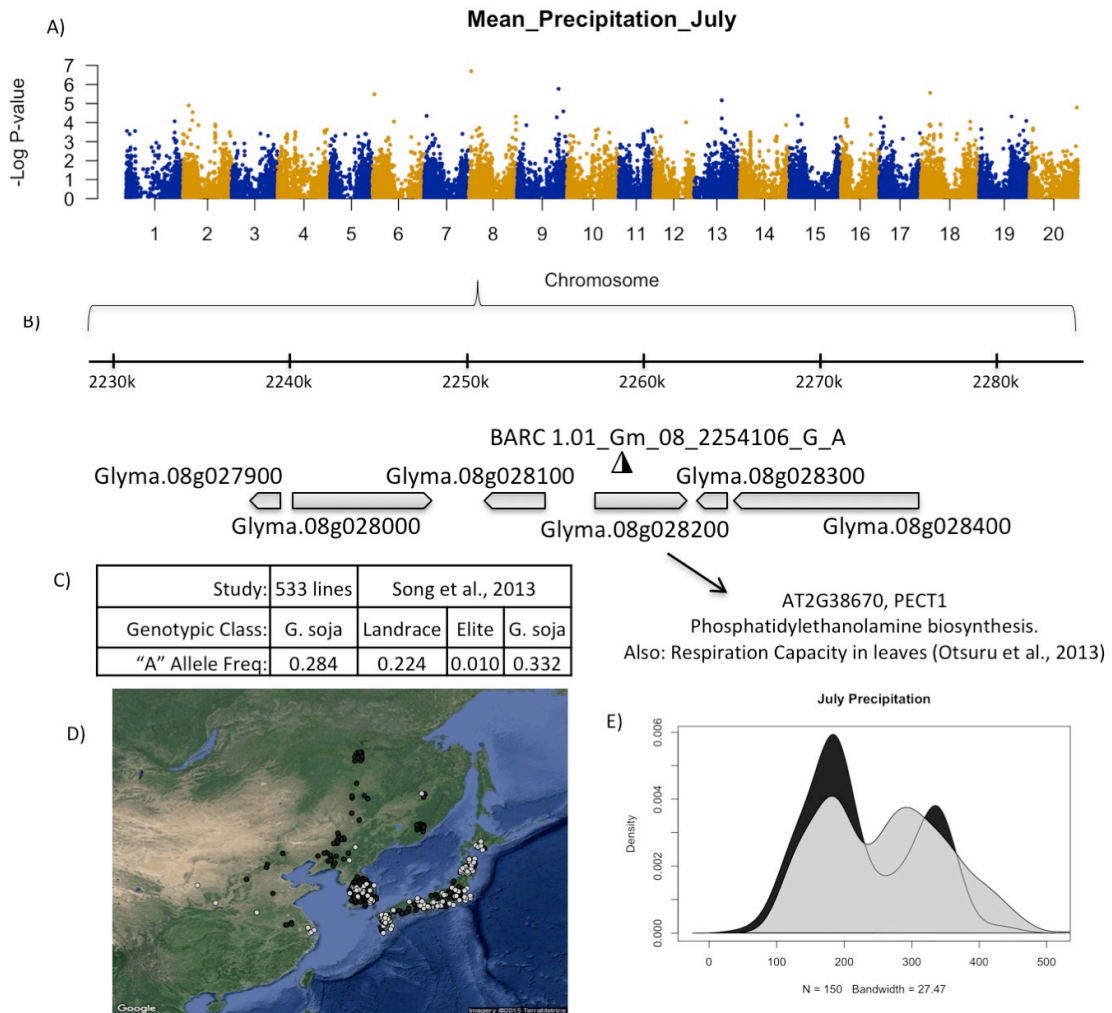 A)
Mean_Precipitation_July
-Log P-value
7
6
5
4
3
2
1
0
1 2 3 4 5 6 7 8 9 10 11 12 13 14 15 16 17 18 19 20
Chromosome
B)
2230k 2240k 2250k 2260k 2270k 2280k
BARC 1.01_Gm_08_2254106_G_A
Glyma.08g027900 Glyma.08g028100 Glyma.08g028300
Glyma.08g028000 Glyma.08g028200 Glyma.08g028400
AT2G38670, PECT1
Phosphatidylethanolamine biosynthesis.
Also: Respiration Capacity in leaves (Otsuru et al., 2013)
C)
Study: 533 lines Song et al., 2013
Genotypic Class: G. soja Landrace Elite G. soja
“A” Allele Freq: 0.284 0.224 0.010 0.332
D)
Google
Imagery ©2015 TerraMetrics
E)
July Precipitation
Density
0.006
0.004
0.002
0.000
0 100 200 300 400 500
N = 150 Bandwidth = 27.47